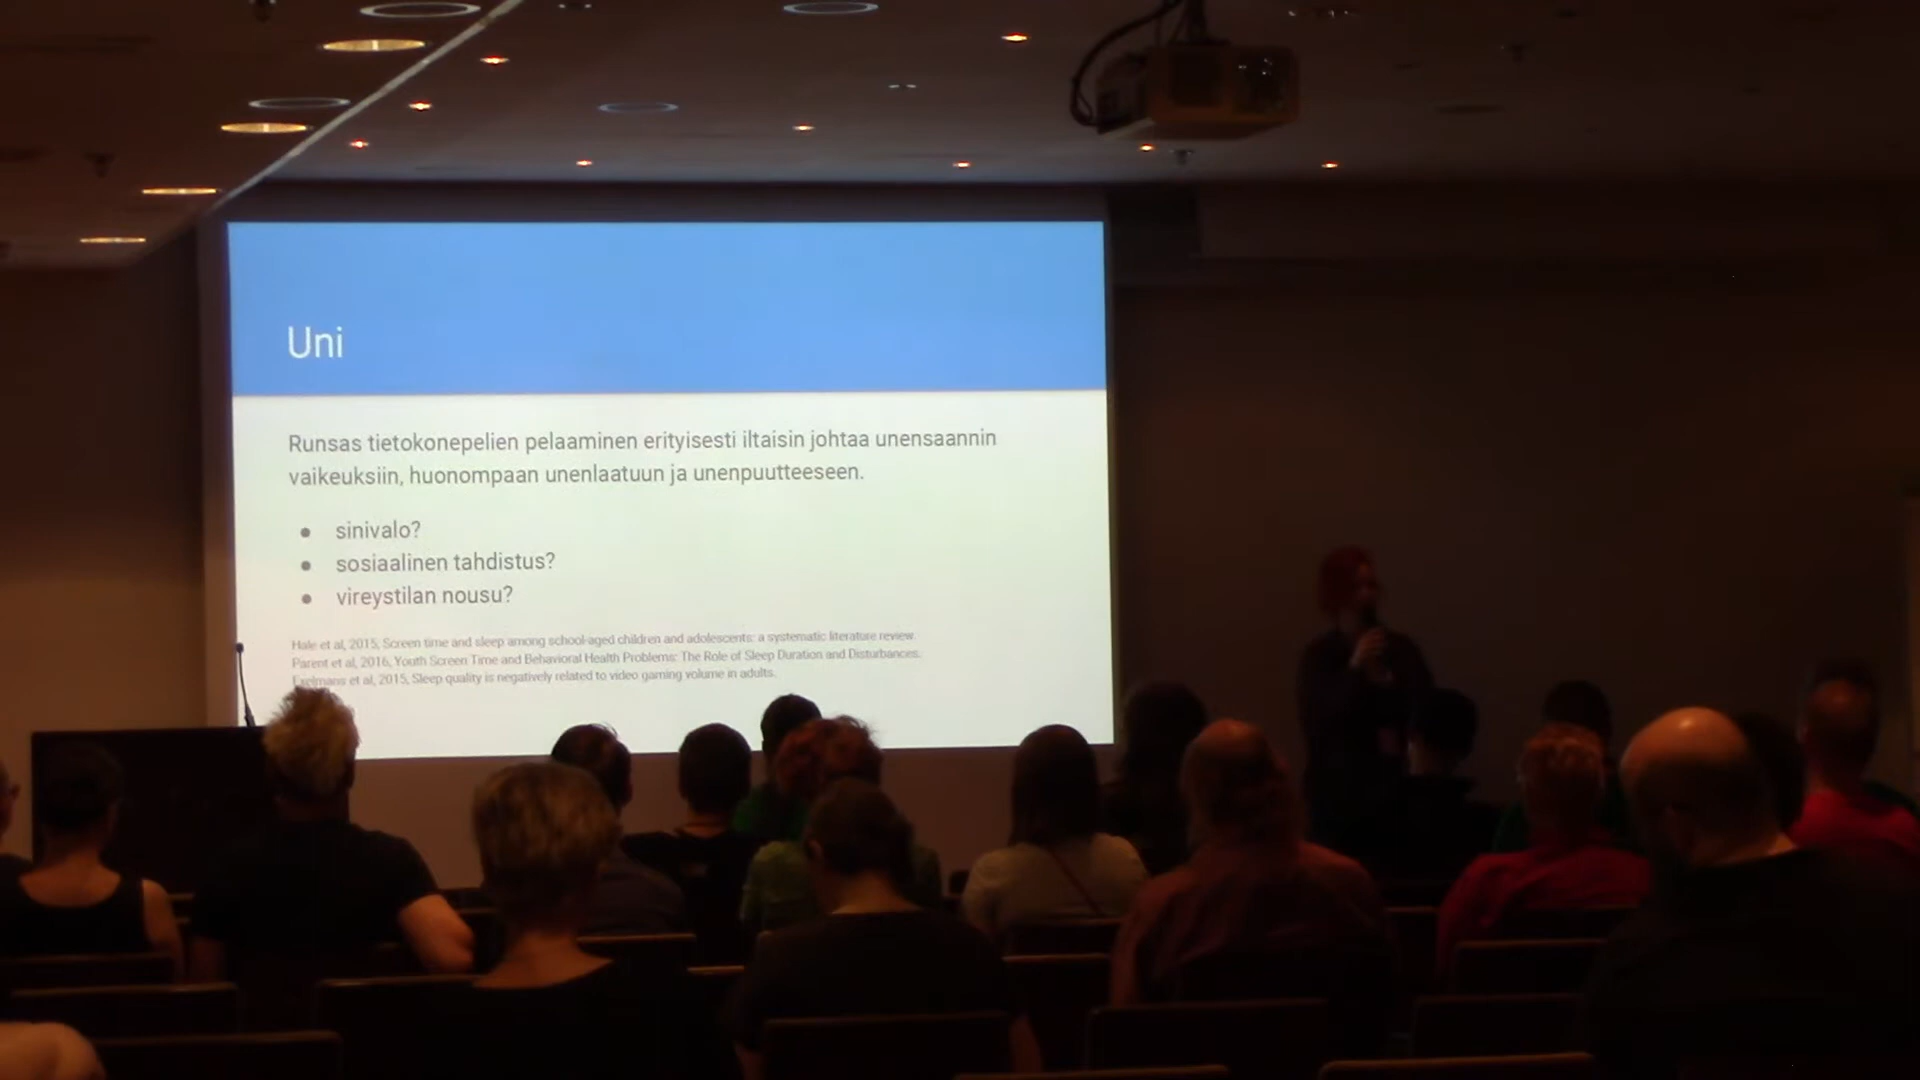 Uni
Runsas tietokonepelien pelaaminen erityisesti iltaisin johtaa unensaannin
vaikeuksiin, huonompaan unenlaatuun ja unenpuutteeseen.
● sinivalo?
● sosiaalinen tahdistus?
● vireystilan nousu?
Hale et al, 2015, Screen time and sleep among school-aged children and adolescents: a systematic literature review.
Parent et al, 2016, Youth Screen Time and Behavioral Health Problems: The Role of Sleep Duration and Disturbances.
Exelmans et al, 2015, Sleep quality is negatively related to video gaming volume in adults.